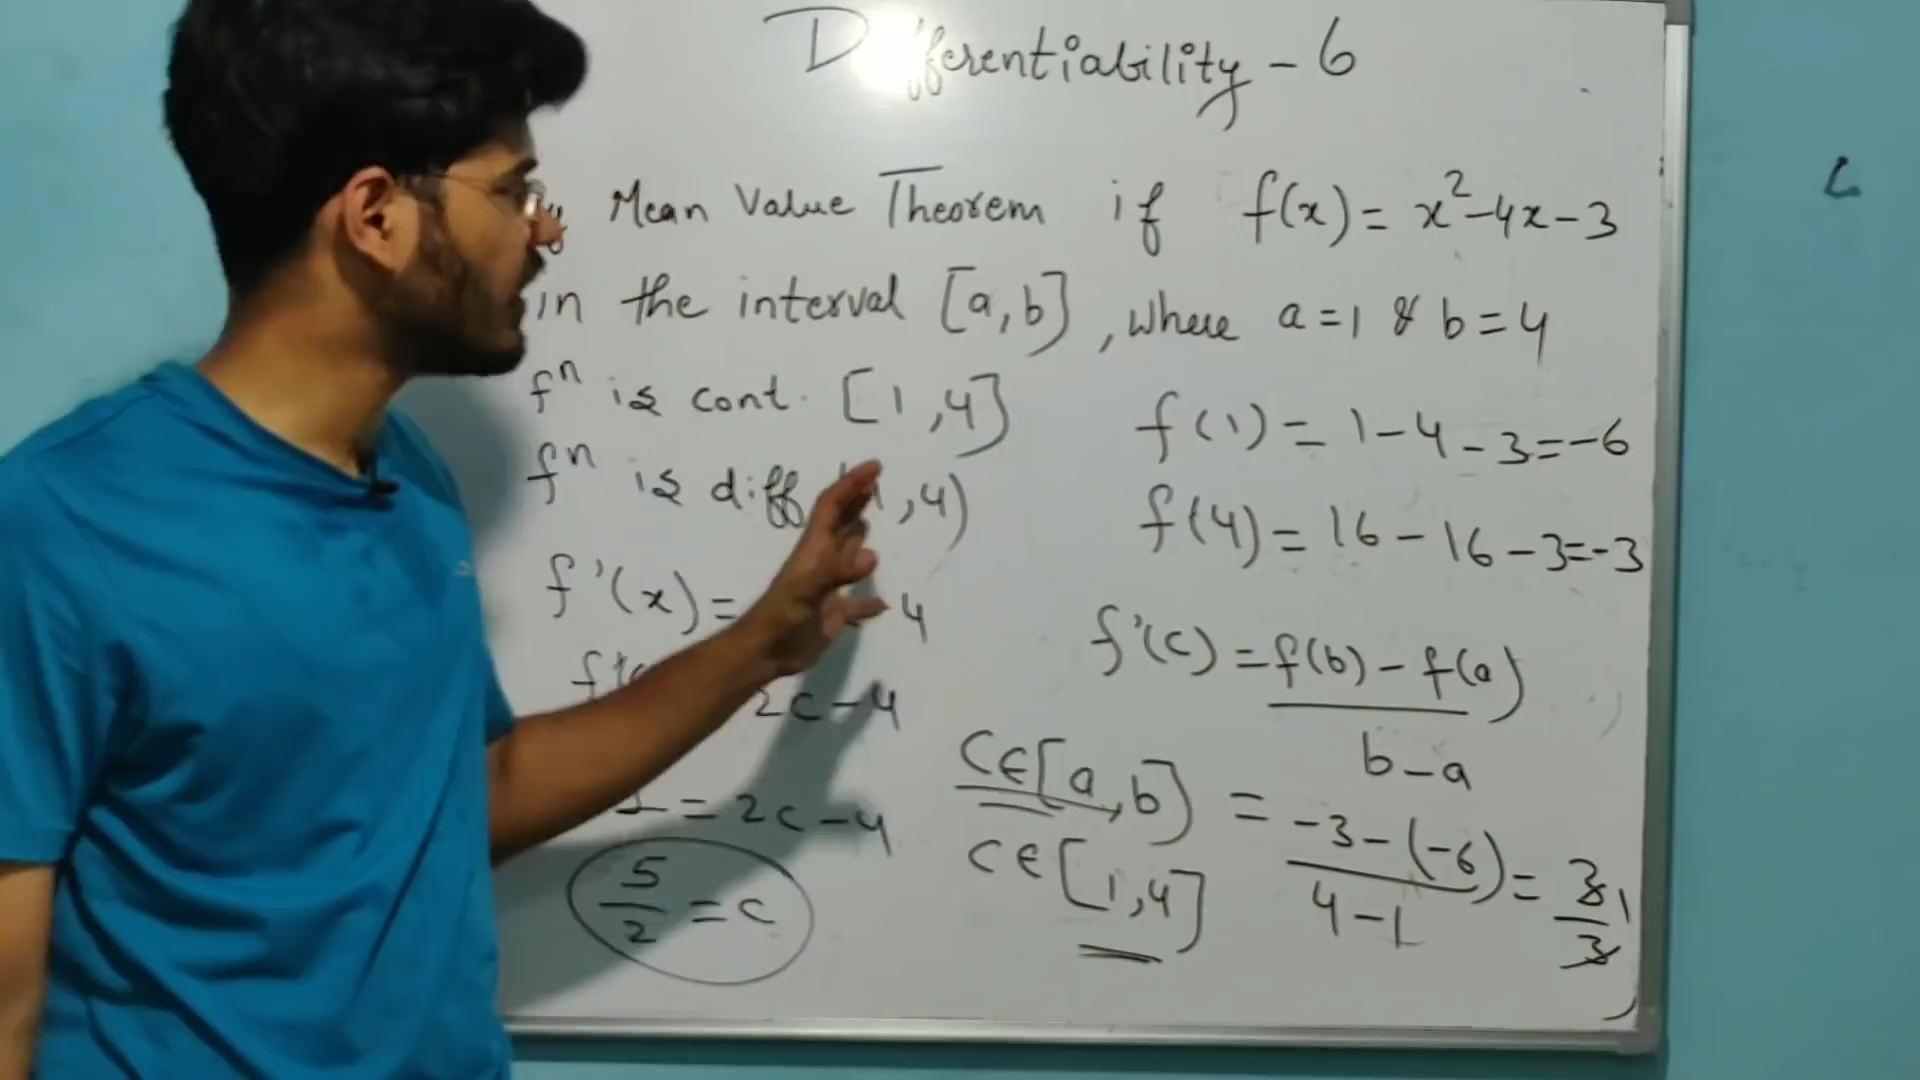 Differentiability - 6
Mean Value Theorem if f(x) = x²-4x-3
in the interval [a,b], where a=1 & b=4
fⁿ is cont. [1,4]
fⁿ is diff (1,4)
f'(x) = - 4
2c-4
1 = 2c-4
5/2 = c
f(1) = 1-4-3=-6
f(4) = 16-16-3=-3
f'(c) = f(b) - f(a)) / b-a
= -3-(-6) / 4-1 = 3/3 1
C∈[a,b]
C∈[1,4]